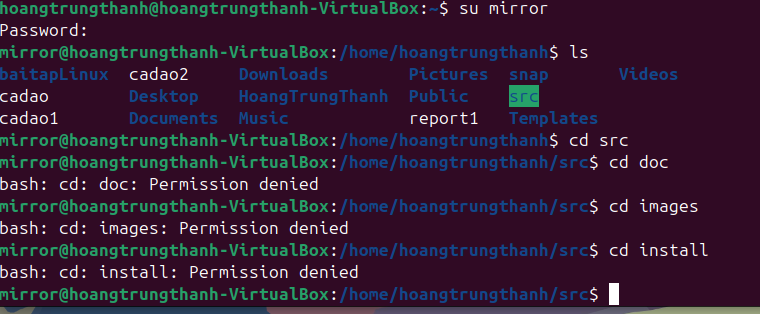 hoangtrungthanh@hoangtrungthanh-VirtualBox:~$ su mirror
Password:
mirror@hoangtrungthanh-VirtualBox:/home/hoangtrungthanh$ ls
baitapLinux  cadao2     Downloads        Pictures  snap       Videos
cadao        Desktop    HoangTrungThanh  Public    src
cadao1       Documents  Music            report1   Templates
mirror@hoangtrungthanh-VirtualBox:/home/hoangtrungthanh$ cd src
mirror@hoangtrungthanh-VirtualBox:/home/hoangtrungthanh/src$ cd doc
bash: cd: doc: Permission denied
mirror@hoangtrungthanh-VirtualBox:/home/hoangtrungthanh/src$ cd images
bash: cd: images: Permission denied
mirror@hoangtrungthanh-VirtualBox:/home/hoangtrungthanh/src$ cd install
bash: cd: install: Permission denied
mirror@hoangtrungthanh-VirtualBox:/home/hoangtrungthanh/src$